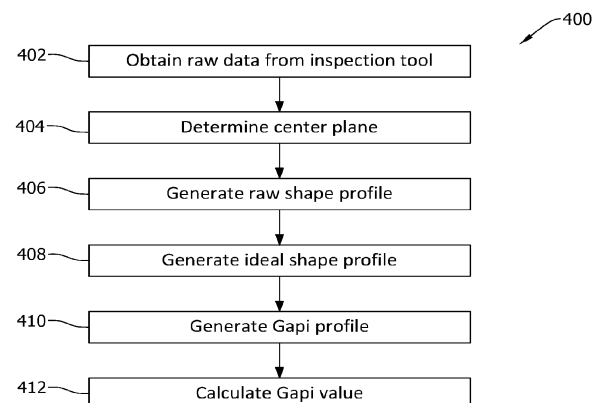 400
402 Obtain raw data from inspection tool
404 Determine center plane
406 Generate raw shape profile
408 Generate ideal shape profile
410 Generate Gapi profile
412 Calculate Gapi value